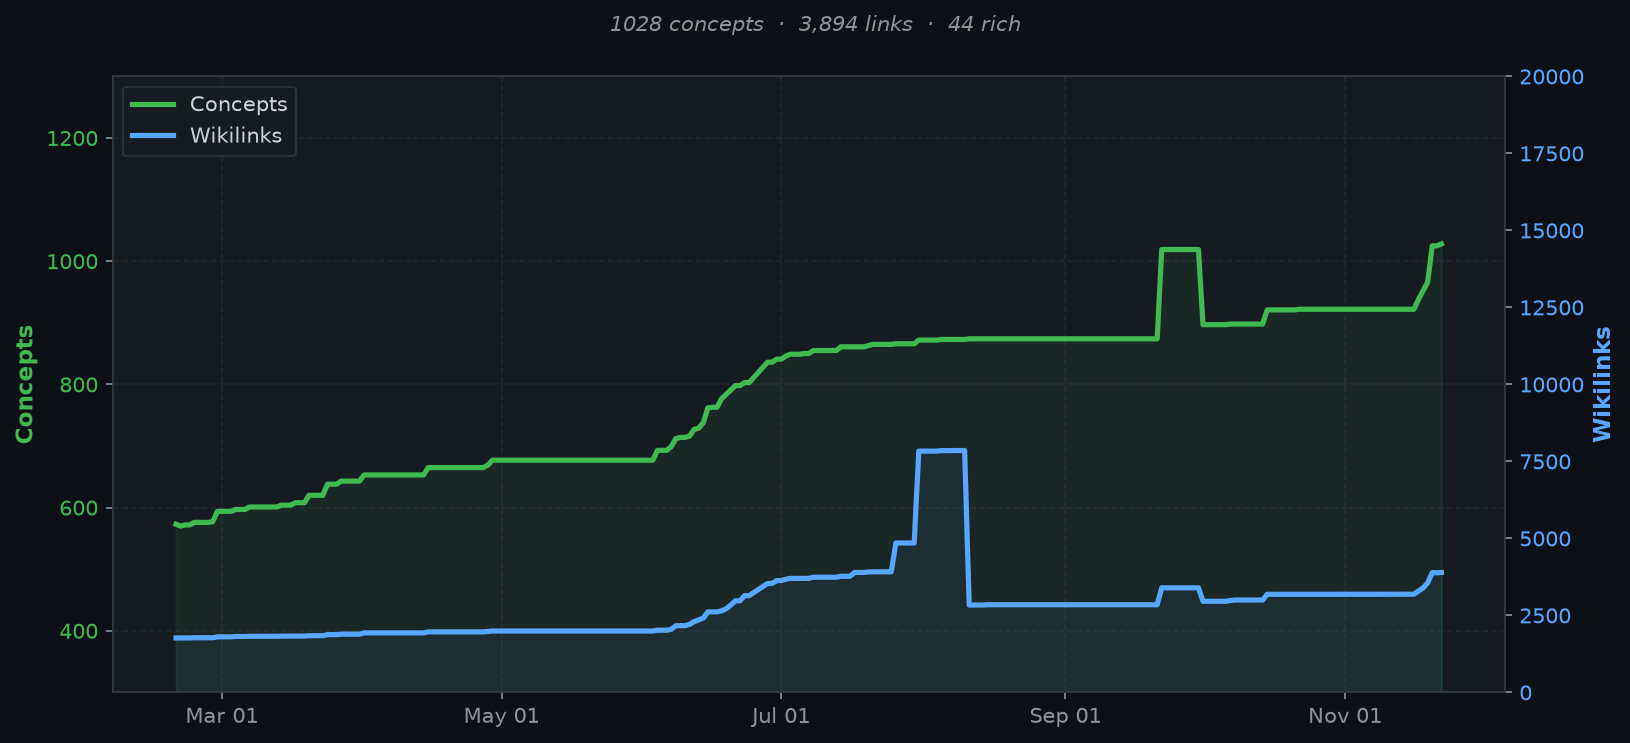 1028 concepts · 3,894 links · 44 rich
Concepts
Wikilinks
1200
1000
800
600
400
Concepts
20000
17500
15000
12500
10000
7500
5000
2500
0
Wikilinks
Mar 01
May 01
Jul 01
Sep 01
Nov 01